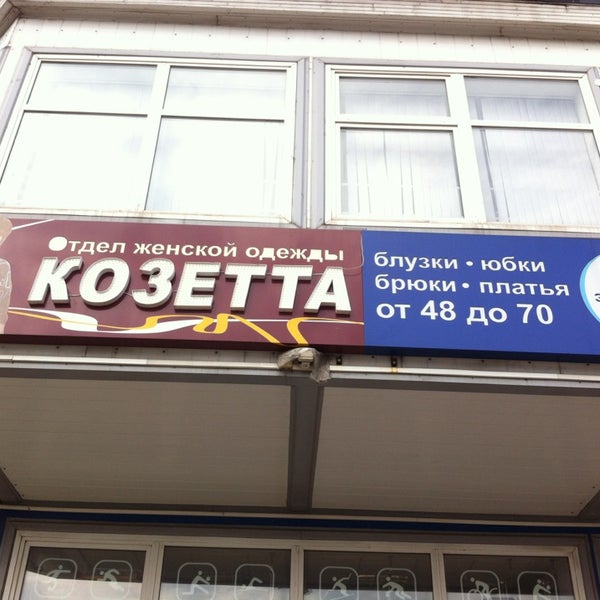 Отдел женской одежды
КОЗЕТТА
блузки • юбки
брюки • платья
от 48 до 70